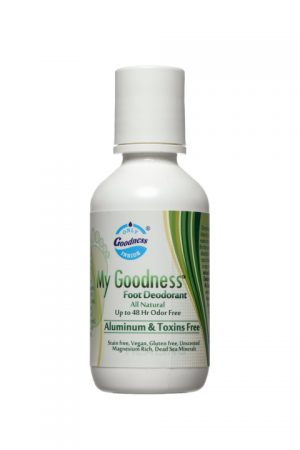 ONLY
Goodness
INSIDE
®
My Goodness®
Foot Deodorant
All Natural
Up to 48 Hr Odor Free
Aluminum & Toxins Free
Stain free, Vegan, Gluten free, Unscented
Magnesium Rich, Dead Sea Minerals